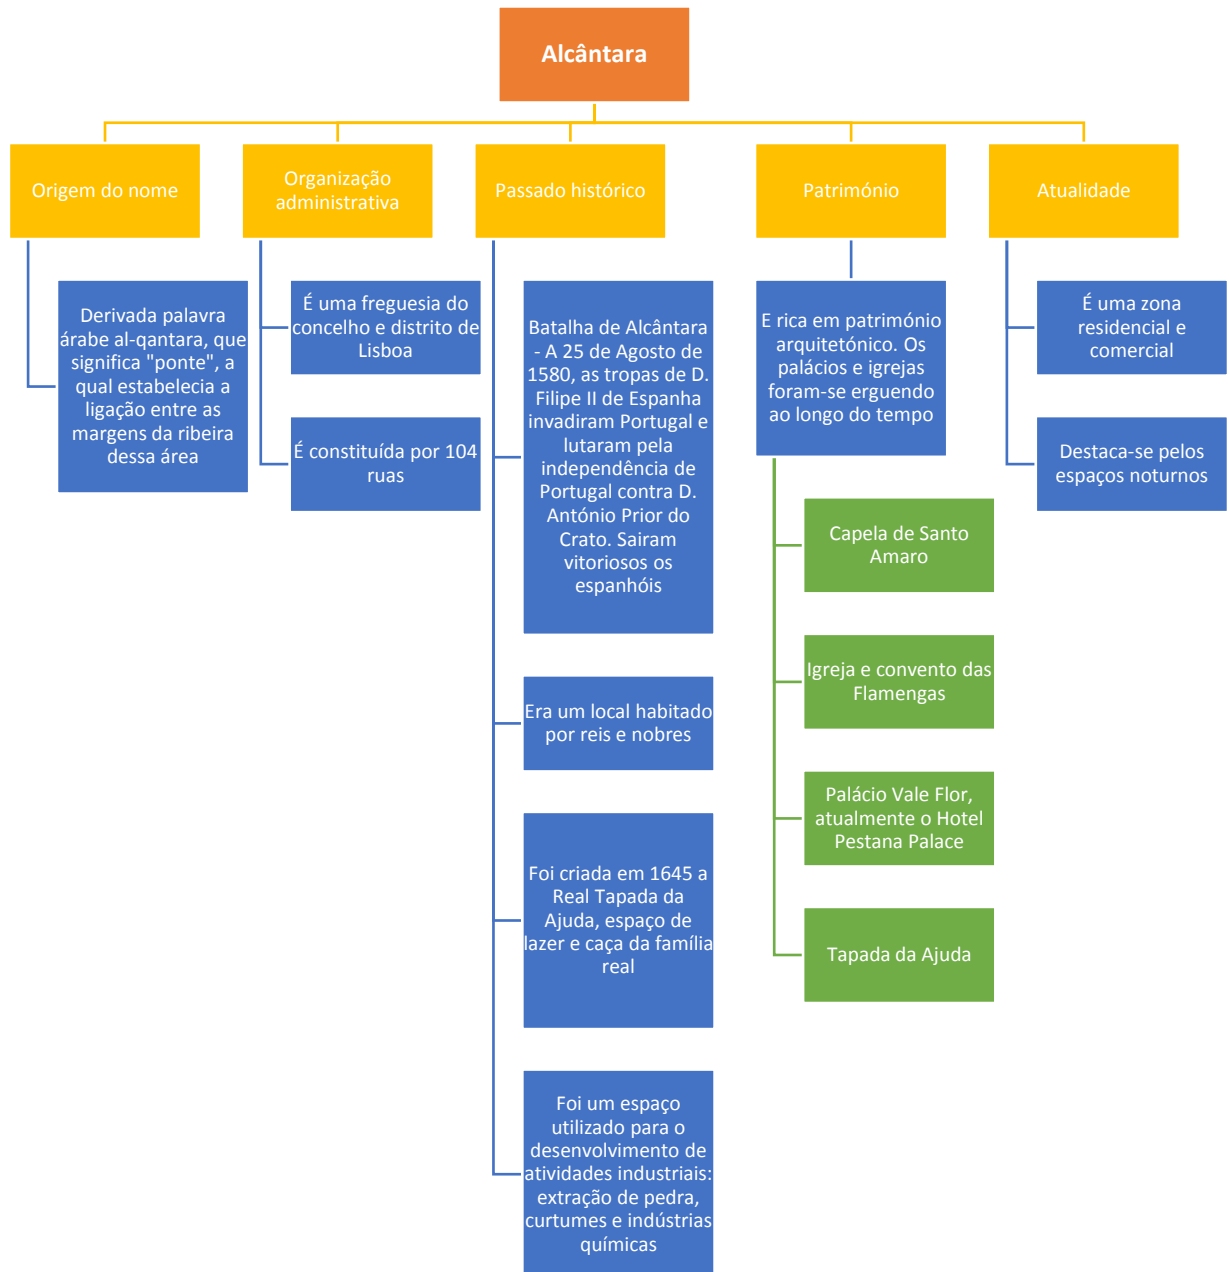 Alcântara
Origem do nome
Derivada palavra
árabe al-qantara, que
significa "ponte", a
qual estabelecia a
ligação entre as
margens da ribeira
dessa área
Organização
administrativa
É uma freguesia do
concelho e distrito de
Lisboa
É constituída por 104
ruas
Passado histórico
Batalha de Alcântara
- A 25 de Agosto de
1580, as tropas de D.
Filipe II de Espanha
invadiram Portugal e
lutaram pela
independência de
Portugal contra D.
António Prior do
Crato. Sairam
vitoriosos os
espanhóis
Era um local habitado
por reis e nobres
Foi criada em 1645 a
Real Tapada da
Ajuda, espaço de
lazer e caça da família
real
Foi um espaço
utilizado para o
desenvolvimento de
atividades industriais:
extração de pedra,
curtumes e indústrias
químicas
Património
E rica em património
arquitetónico. Os
palácios e igrejas
foram-se erguendo
ao longo do tempo
Capela de Santo
Amaro
Igreja e convento das
Flamengas
Palácio Vale Flor,
atualmente o Hotel
Pestana Palace
Tapada da Ajuda
Atualidade
É uma zona
residencial e
comercial
Destaca-se pelos
espaços noturnos